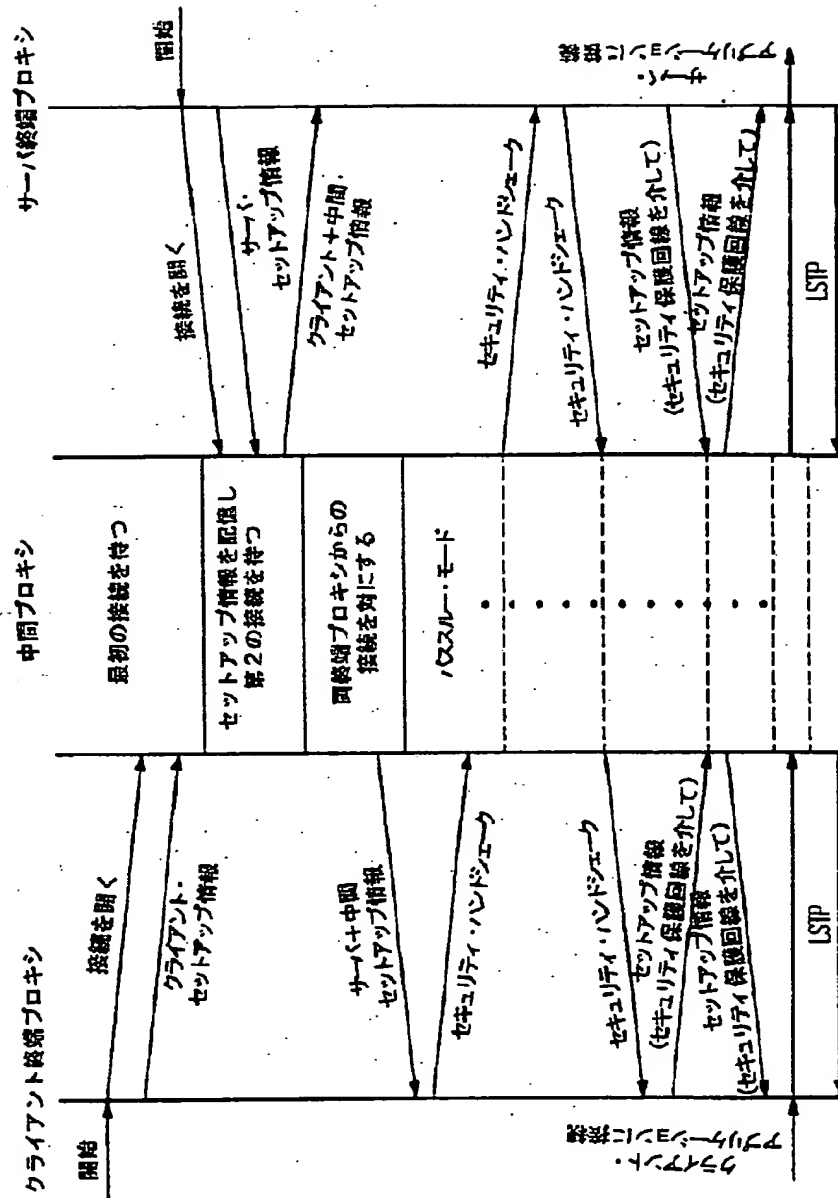 クライアント終端プロキシ
中間プロキシ
サーバ終端プロキシ
開始
開始
接続を開く
クライアント・
セットアップ情報
最初の接続を待つ
接続を開く
サーバ・
セットアップ情報
セットアップ情報を記憶し
第2の接続を待つ
クライアント+中間・
セットアップ情報
両終端プロキシからの
接続を対にする
サーバ+中間
セットアップ情報
パススルー・モード
セキュリティ・ハンドシェーク
セキュリティ・ハンドシェーク
セキュリティ・ハンドシェーク
セキュリティ・ハンドシェーク
セットアップ情報
(セキュリティ保護回線を介して)
セットアップ情報
(セキュリティ保護回線を介して)
セットアップ情報
(セキュリティ保護回線を介して)
セットアップ情報
(セキュリティ保護回線を介して)
クライアント・
アプリケーションに接続
サーバ・
アプリケーションに接続
LSTP
LSTP